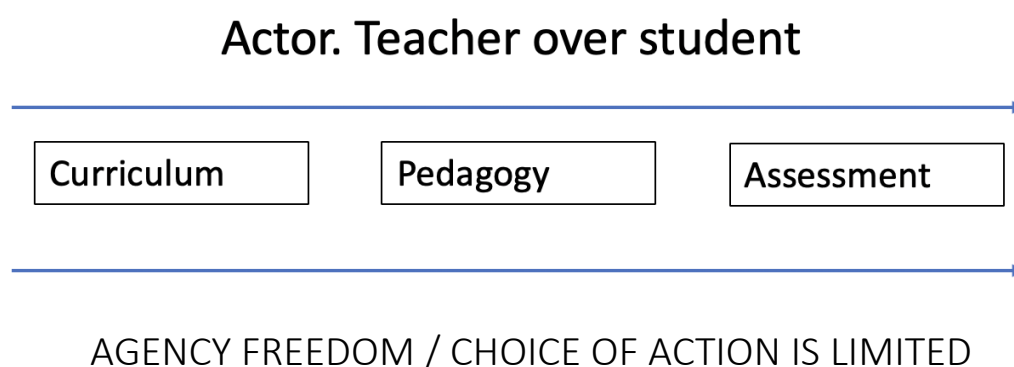 Actor. Teacher over student
Curriculum
Pedagogy
Assessment
AGENCY FREEDOM / CHOICE OF ACTION IS LIMITED